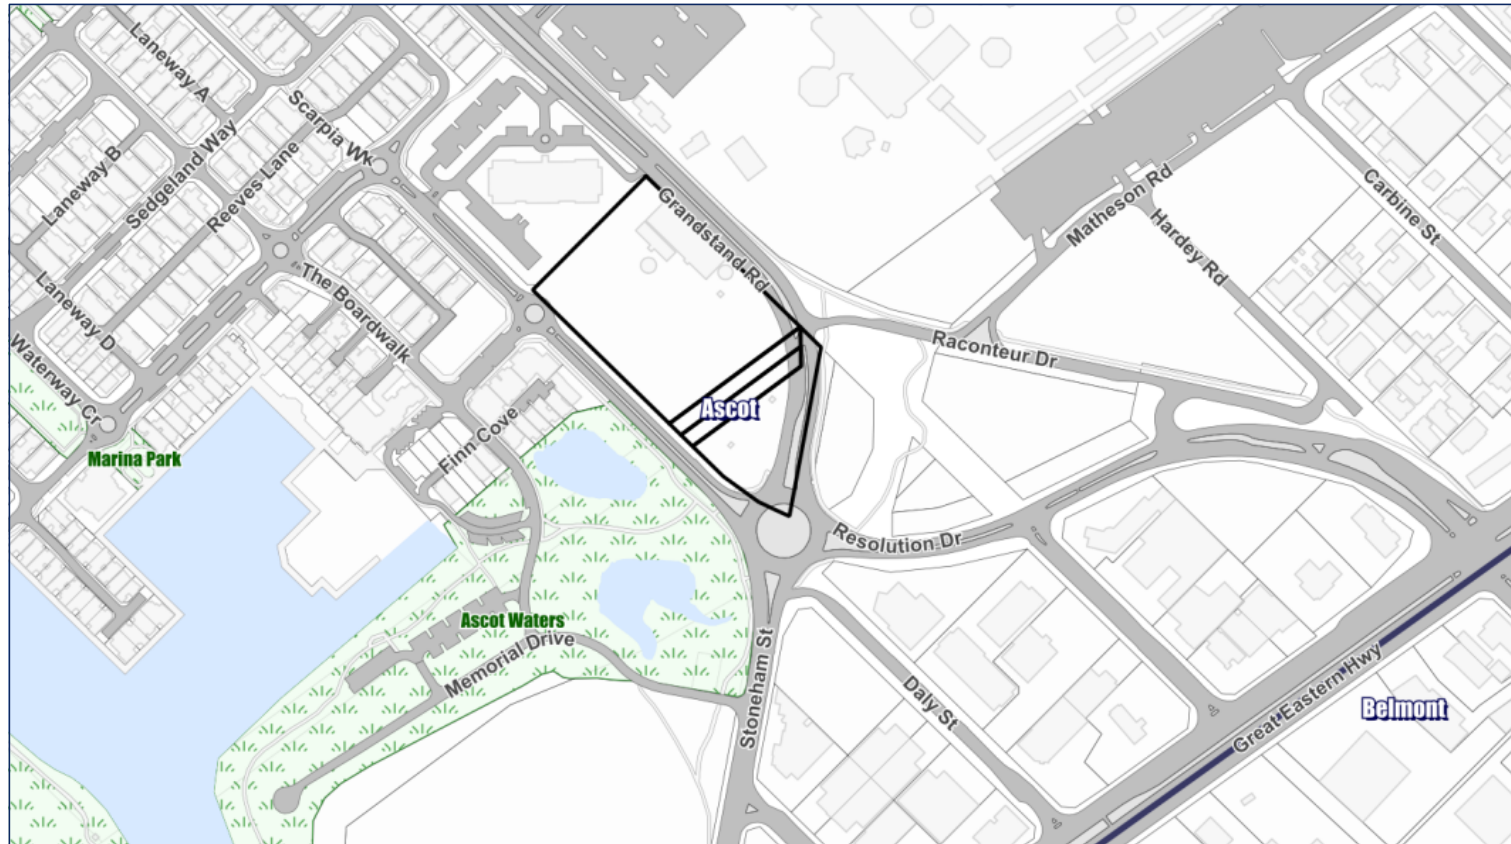 Laneway A
Scarpia Wk
Sedgeland Way
Laneway B
Reeves Lane
Grandstand Rd
Matheson Rd
Carbine St
Hardey Rd
The Boardwalk
Laneway D
Waterway Cr
Raconteur Dr
Ascot
Finn Cove
Marina Park
Resolution Dr
Ascot Waters
Memorial Drive
Stoneham St
Daly St
Great Eastern Hwy
Belmont